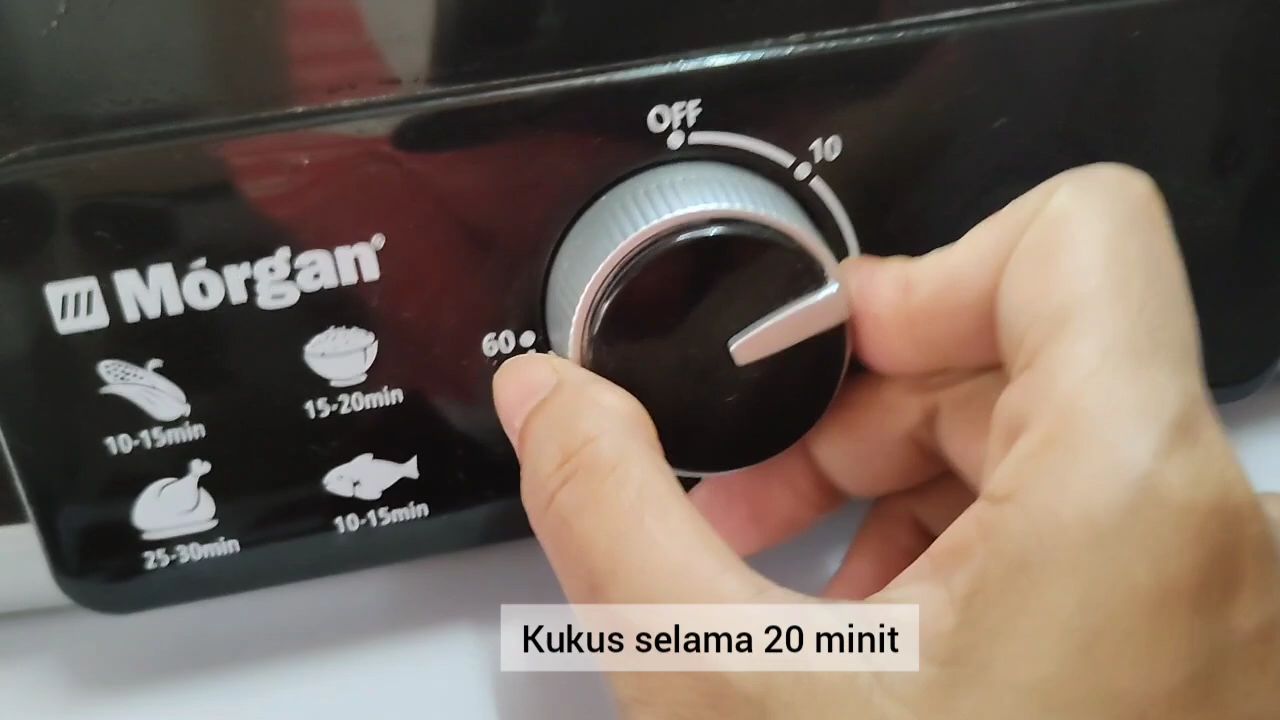 OFF
10
Mórgan®
60
15-20min
10-15min
10-15min
25-30min
Kukus selama 20 minit